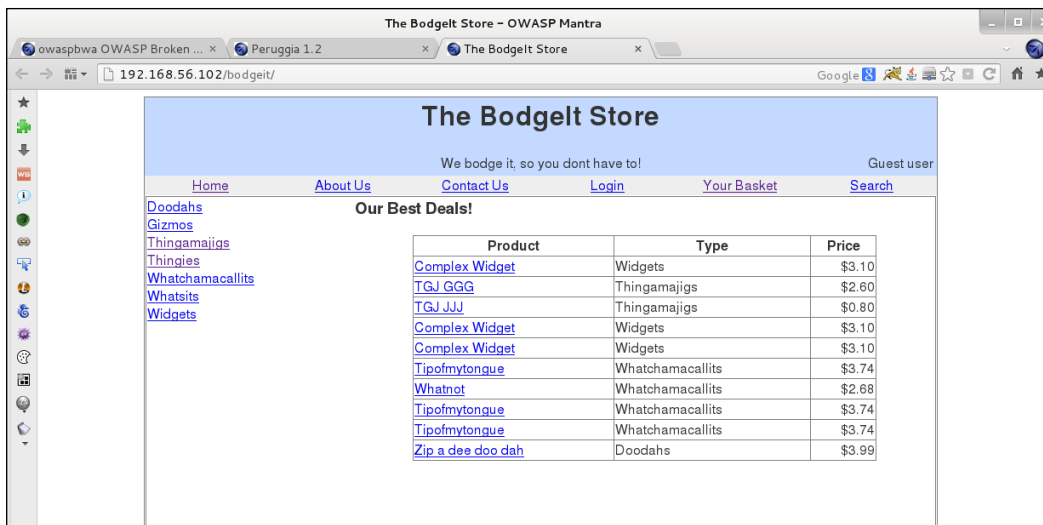 The BodgeIt Store - OWASP Mantra
owaspbwa OWASP Broken ... × Peruggia 1.2 × The BodgeIt Store ×
192.168.56.102/bodgeit/ Google
The BodgeIt Store
We bodge it, so you dont have to! Guest user
Home About Us Contact Us Login Your Basket Search
Doodahs
Gizmos
Thingamajigs
Thingies
Whatchamacallits
Whatsits
Widgets
Our Best Deals!
Product Type Price
Complex Widget Widgets $3.10
TGJ GGG Thingamajigs $2.60
TGJ JJJ Thingamajigs $0.80
Complex Widget Widgets $3.10
Complex Widget Widgets $3.10
Tipofmytongue Whatchamacallits $3.74
Whatnot Whatchamacallits $2.68
Tipofmytongue Whatchamacallits $3.74
Tipofmytongue Whatchamacallits $3.74
Zip a dee doo dah Doodahs $3.99